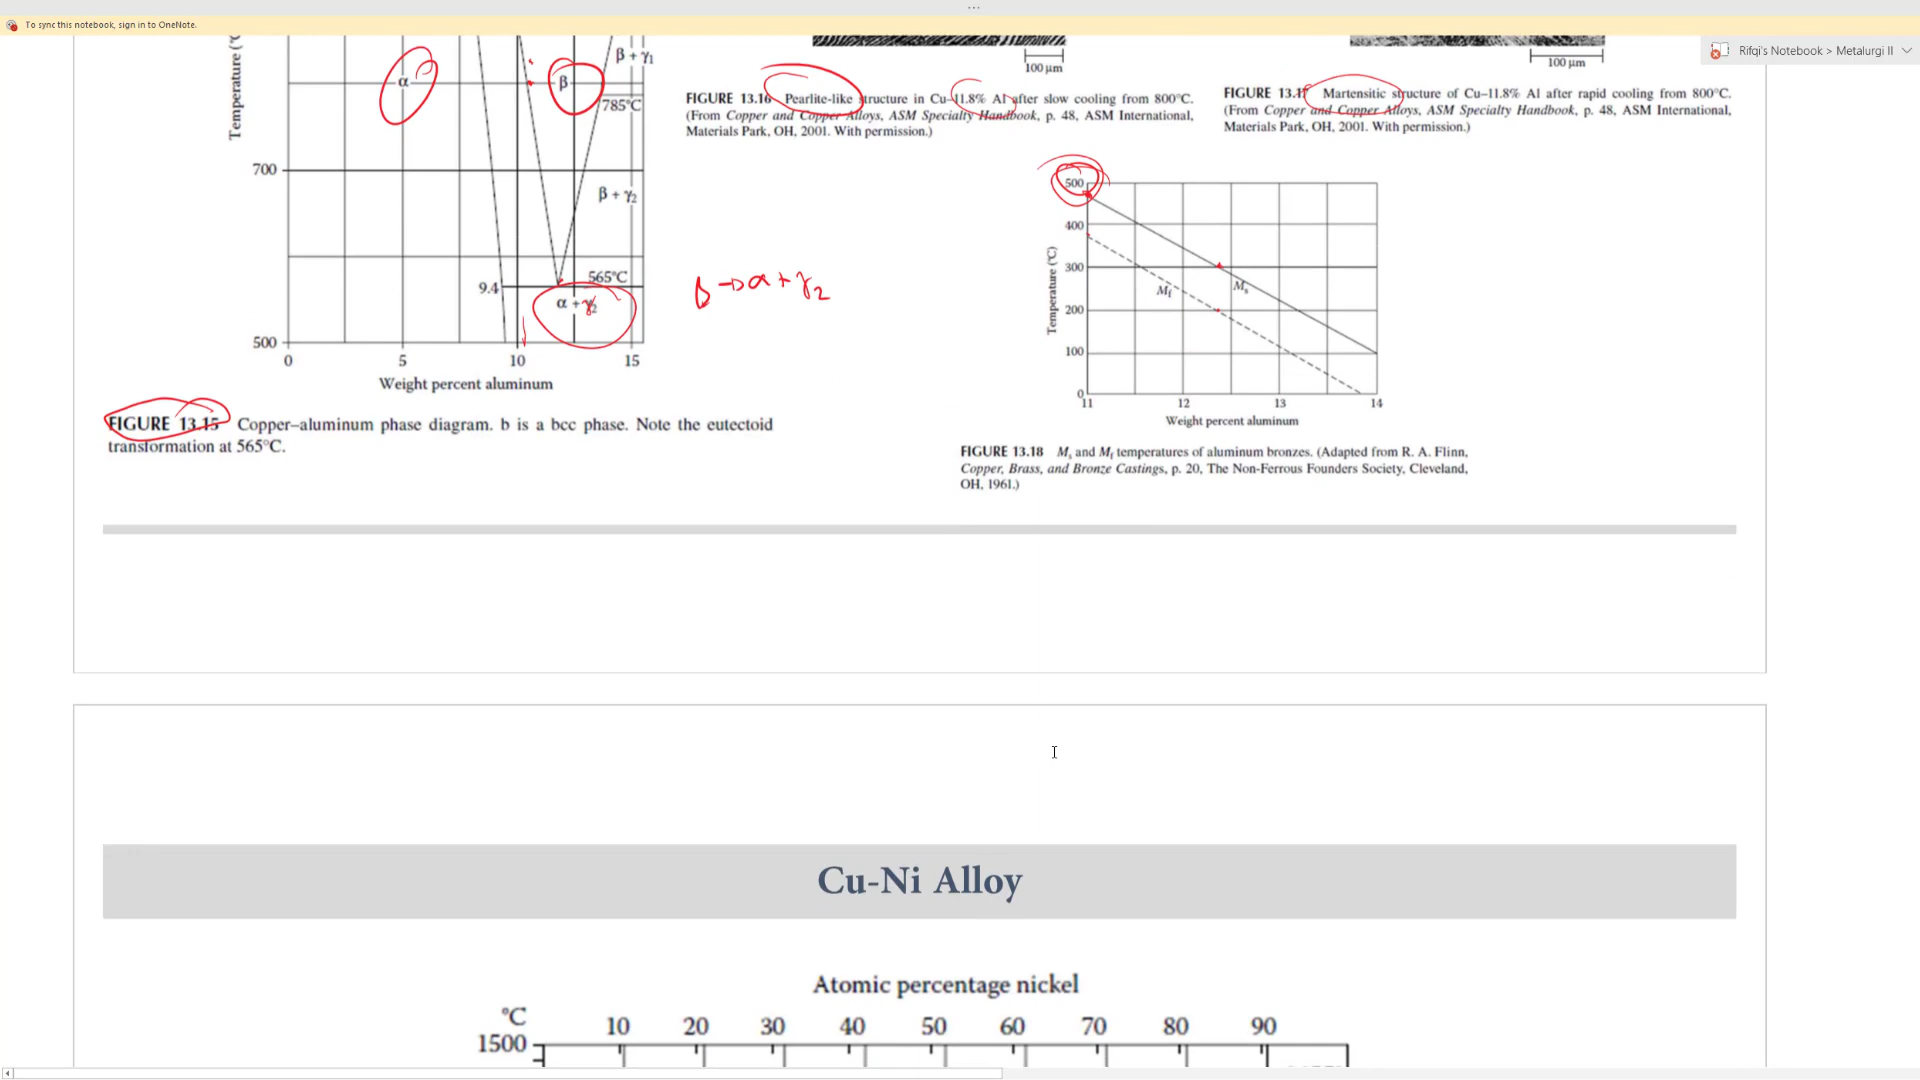 To sync this notebook, sign in to OneNote.
Rifqi's Notebook > Metalurgi II
Temperature (°C
α
β
β + γ1
785°C
700
β + γ2
565°C
9.4
α + γ2
500
0
5
10
15
Weight percent aluminum
FIGURE 13.15 Copper–aluminum phase diagram. b is a bcc phase. Note the eutectoid
transformation at 565°C.
β → α + γ2
100 μm
FIGURE 13.16 Pearlite-like structure in Cu–11.8% Al after slow cooling from 800°C.
(From Copper and Copper Alloys, ASM Specialty Handbook, p. 48, ASM International,
Materials Park, OH, 2001. With permission.)
100 μm
FIGURE 13.17 Martensitic structure of Cu–11.8% Al after rapid cooling from 800°C.
(From Copper and Copper Alloys, ASM Specialty Handbook, p. 48, ASM International,
Materials Park, OH, 2001. With permission.)
500
400
300
200
100
0
Temperature (°C)
Mf
Ms
11
12
13
14
Weight percent aluminum
FIGURE 13.18 Ms and Mf temperatures of aluminum bronzes. (Adapted from R. A. Flinn,
Copper, Brass, and Bronze Castings, p. 20, The Non-Ferrous Founders Society, Cleveland,
OH, 1961.)
Cu-Ni Alloy
Atomic percentage nickel
°C
10 20 30 40 50 60 70 80 90
1500